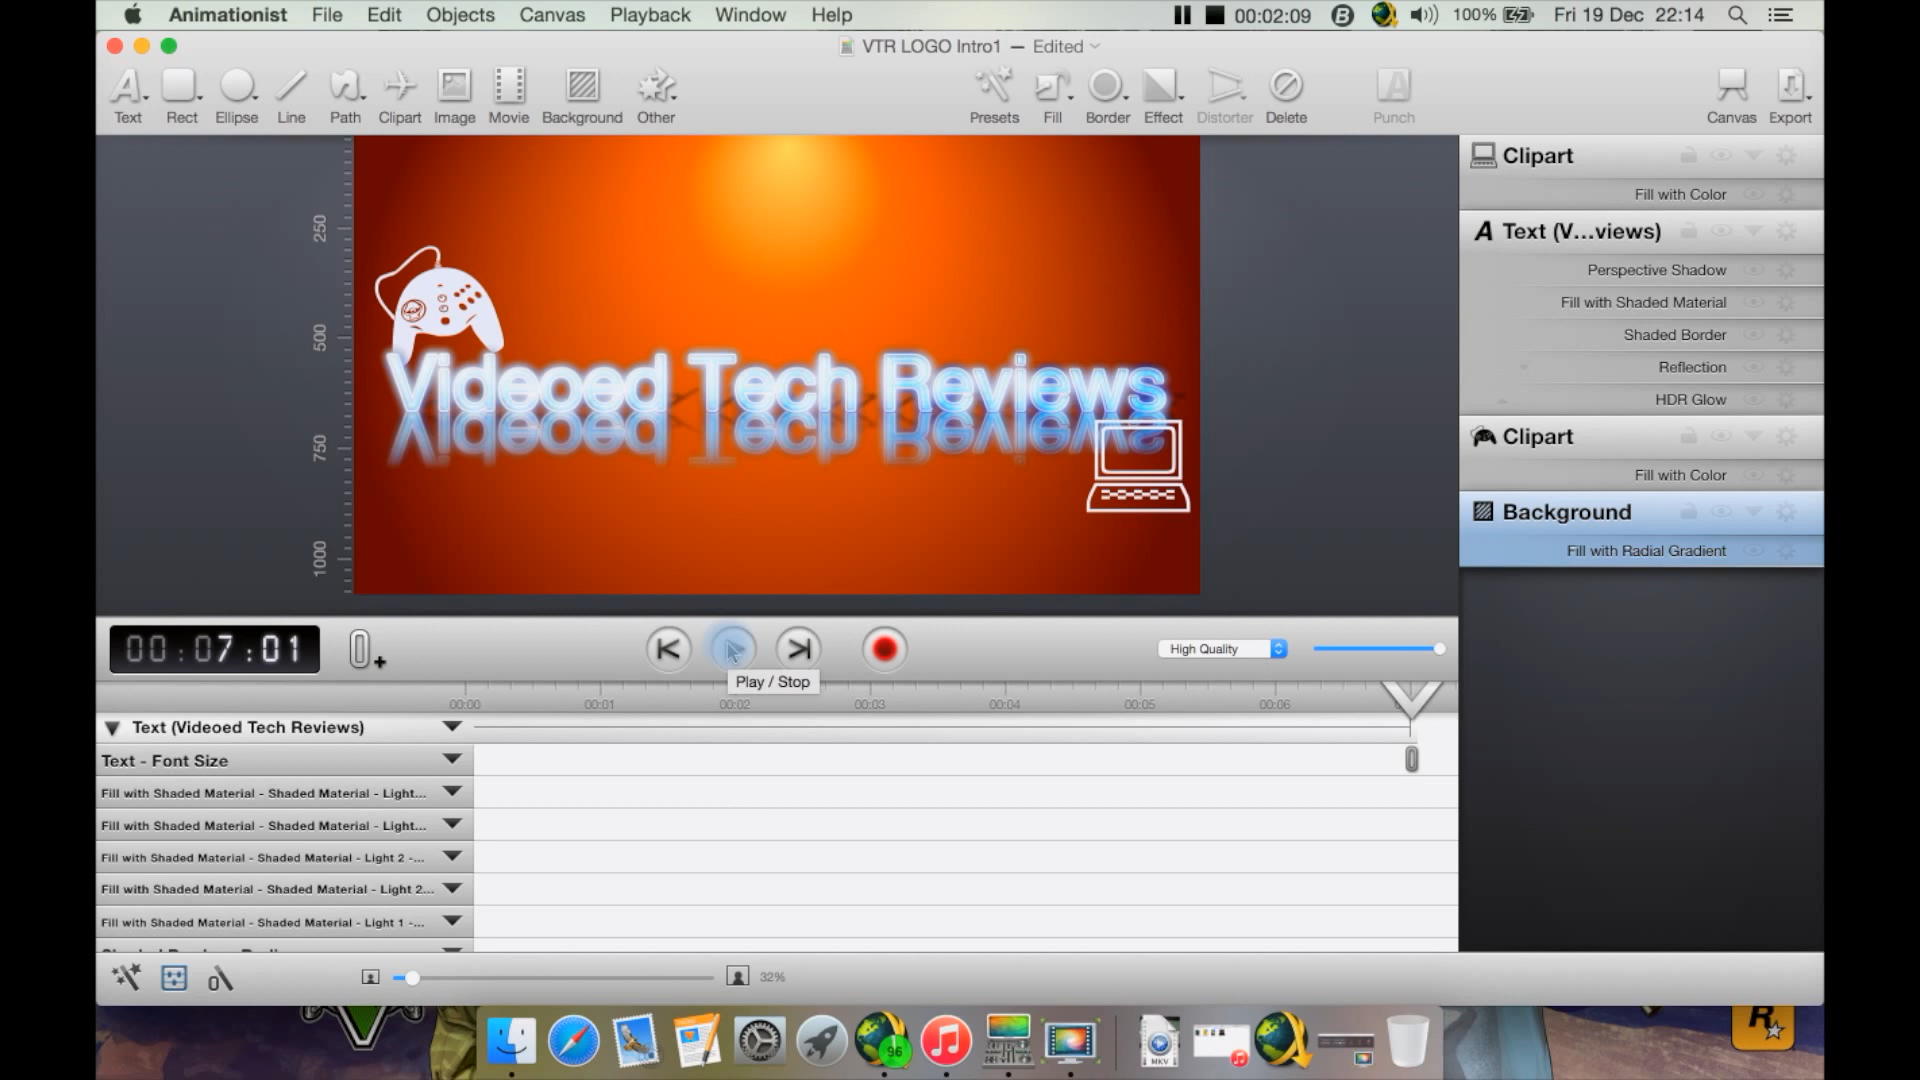 Animationist File Edit Objects Canvas Playback Window Help 00:02:09 100% Fri 19 Dec 22:14
VTR LOGO Intro1 — Edited
Text Rect Ellipse Line Path Clipart Image Movie Background Other Presets Fill Border Effect Distorter Delete Punch Canvas Export
250
500
750
1000
Videoed Tech Reviews
Clipart
Fill with Color
Text (V...views)
Perspective Shadow
Fill with Shaded Material
Shaded Border
Reflection
HDR Glow
Clipart
Fill with Color
Background
Fill with Radial Gradient
00:07:01
High Quality
Play / Stop
00:00 00:01 00:02 00:03 00:04 00:05 00:06
Text (Videoed Tech Reviews)
Text - Font Size
Fill with Shaded Material - Shaded Material - Light...
Fill with Shaded Material - Shaded Material - Light...
Fill with Shaded Material - Shaded Material - Light 2 -...
Fill with Shaded Material - Shaded Material - Light 2...
Fill with Shaded Material - Shaded Material - Light 1 -...
32%
96
MKV
R